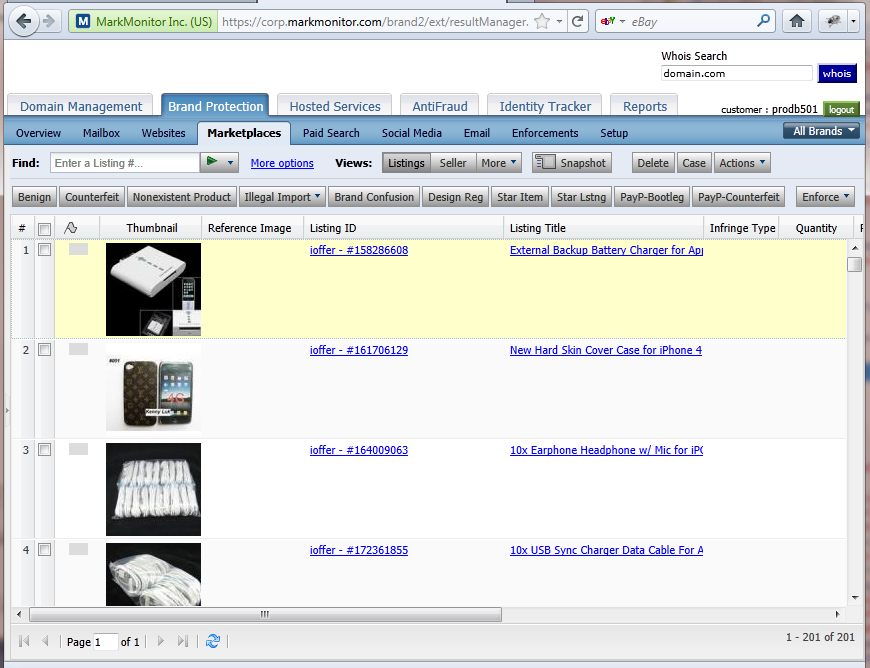 MarkMonitor Inc. (US) https://corp.markmonitor.com/brand2/ext/resultManager. eBay
Whois Search
domain.com whois
Domain Management Brand Protection Hosted Services AntiFraud Identity Tracker Reports customer : prodb501 logout
Overview Mailbox Websites Marketplaces Paid Search Social Media Email Enforcements Setup All Brands
Find: Enter a Listing #... More options Views: Listings Seller More Snapshot Delete Case Actions
Benign Counterfeit Nonexistent Product Illegal Import Brand Confusion Design Reg Star Item Star Lstng PayP-Bootleg PayP-Counterfeit Enforce
# Thumbnail Reference Image Listing ID Listing Title Infringe Type Quantity
1 ioffer - #158286608 External Backup Battery Charger for App
2 ioffer - #161706129 New Hard Skin Cover Case for iPhone 4
#091
4G
Kenny Luk
3 ioffer - #164009063 10x Earphone Headphone w/ Mic for iPO
4 ioffer - #172361855 10x USB Sync Charger Data Cable For A
Page 1 of 1 1 - 201 of 201